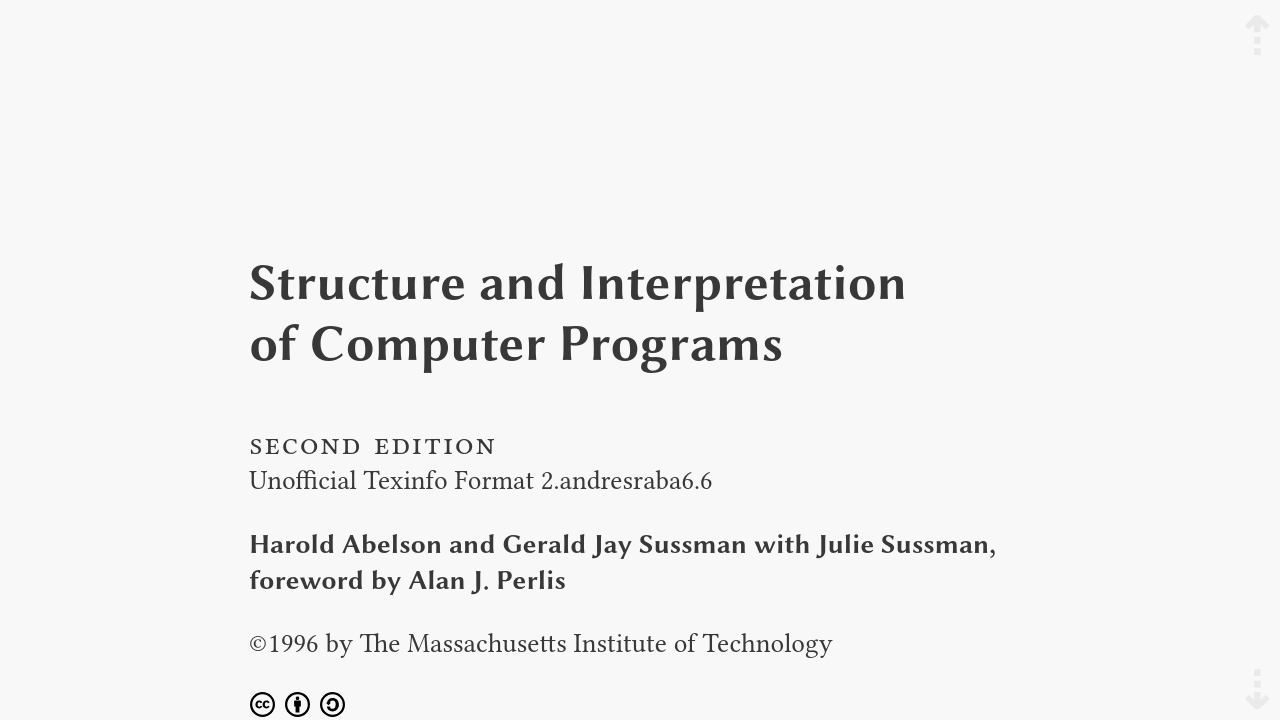 Structure and Interpretation
of Computer Programs
SECOND EDITION
Unofficial Texinfo Format 2.andresraba6.6
Harold Abelson and Gerald Jay Sussman with Julie Sussman,
foreword by Alan J. Perlis
©1996 by The Massachusetts Institute of Technology
cc